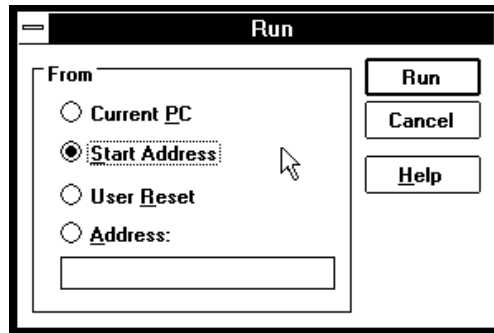 Run
From
Current PC
Start Address
User Reset
Address:
Run
Cancel
Help